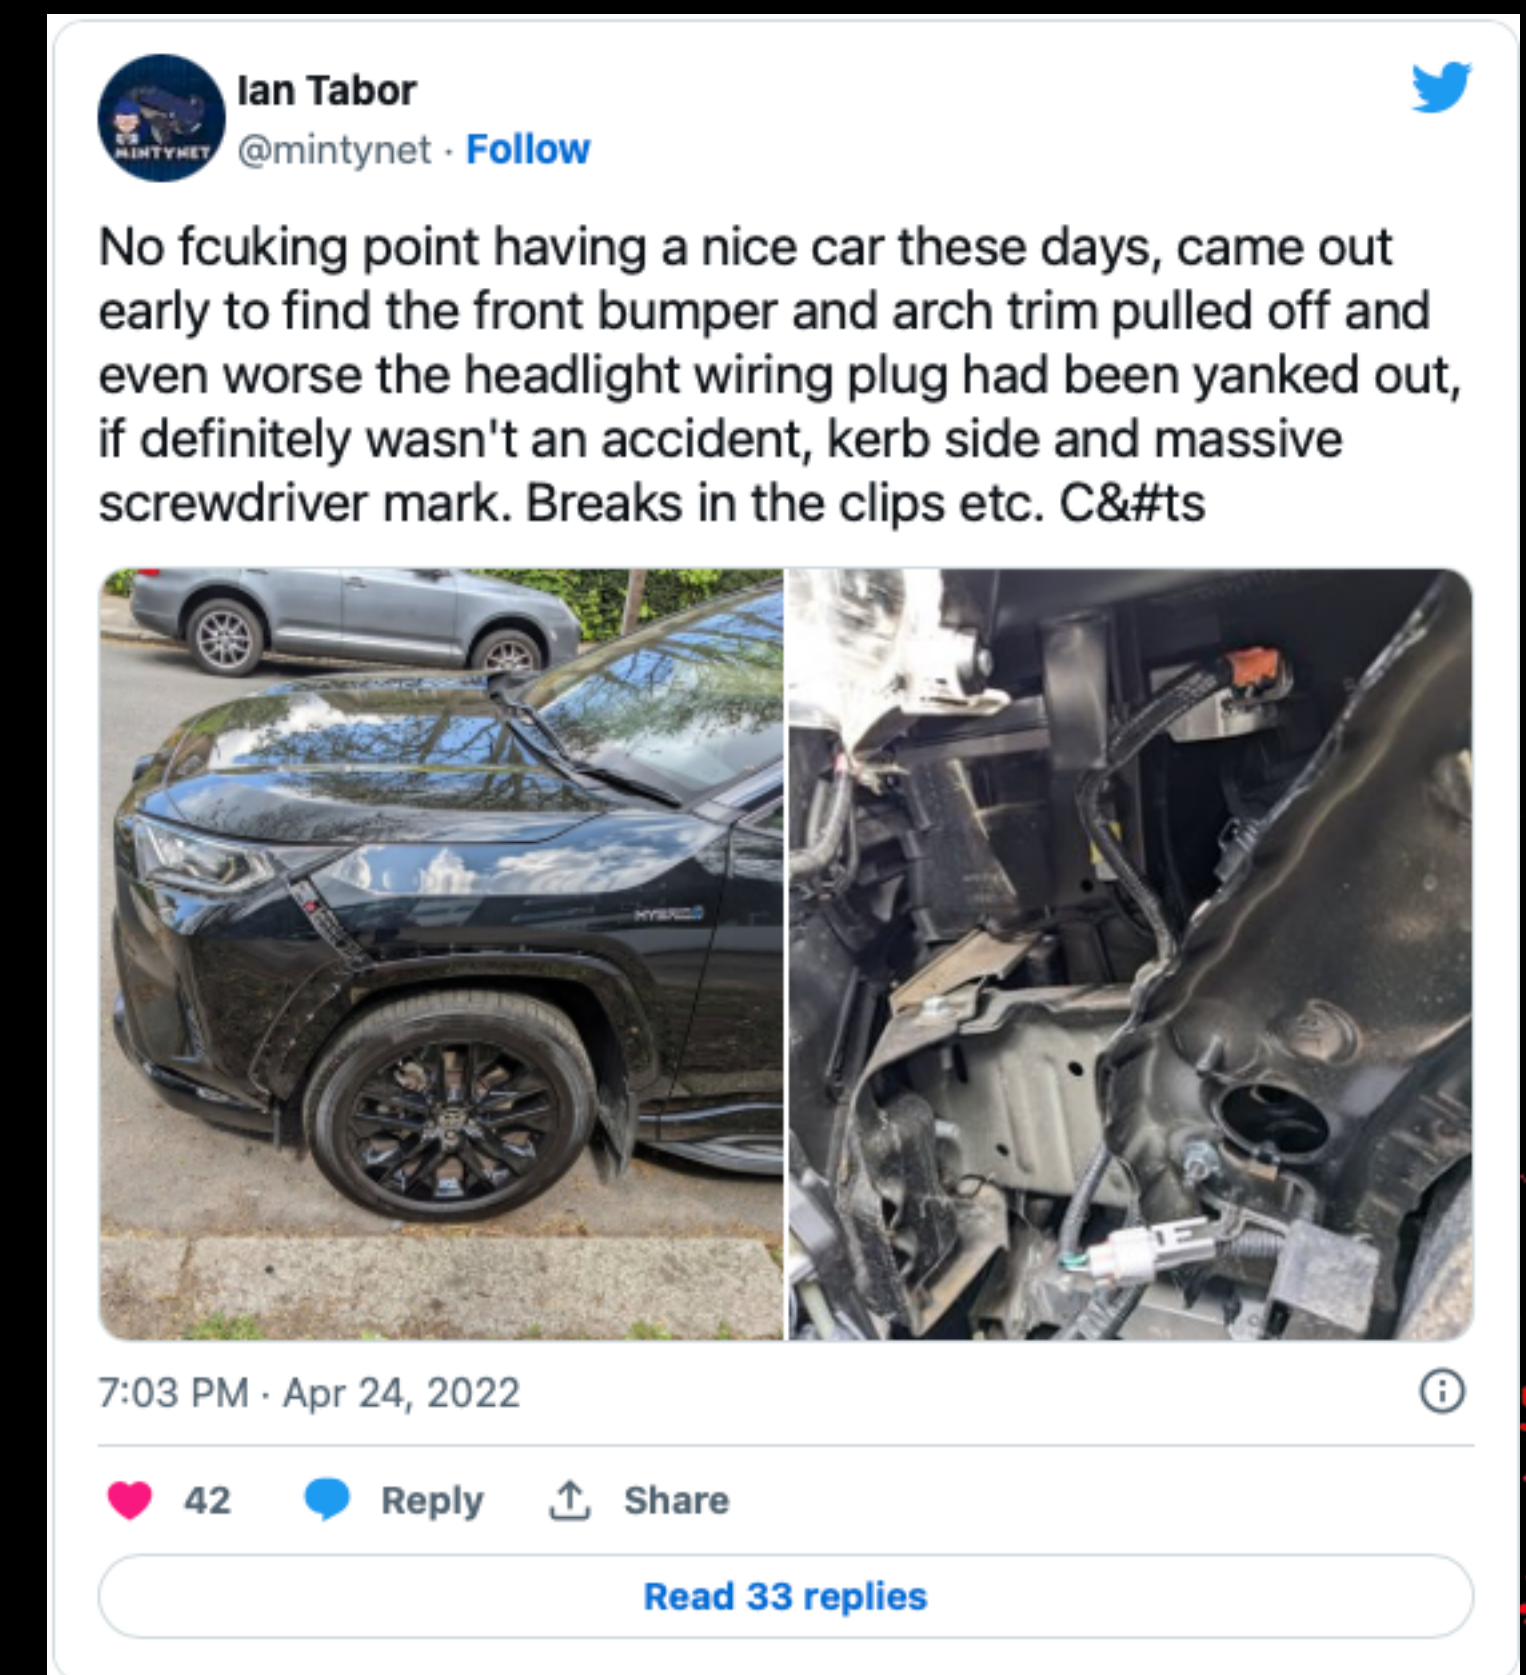 Ian Tabor
@mintynet · Follow
MINTYNET
No fcuking point having a nice car these days, came out
early to find the front bumper and arch trim pulled off and
even worse the headlight wiring plug had been yanked out,
if definitely wasn't an accident, kerb side and massive
screwdriver mark. Breaks in the clips etc. C&#ts
HYBRID
7:03 PM · Apr 24, 2022
42 Reply Share
Read 33 replies